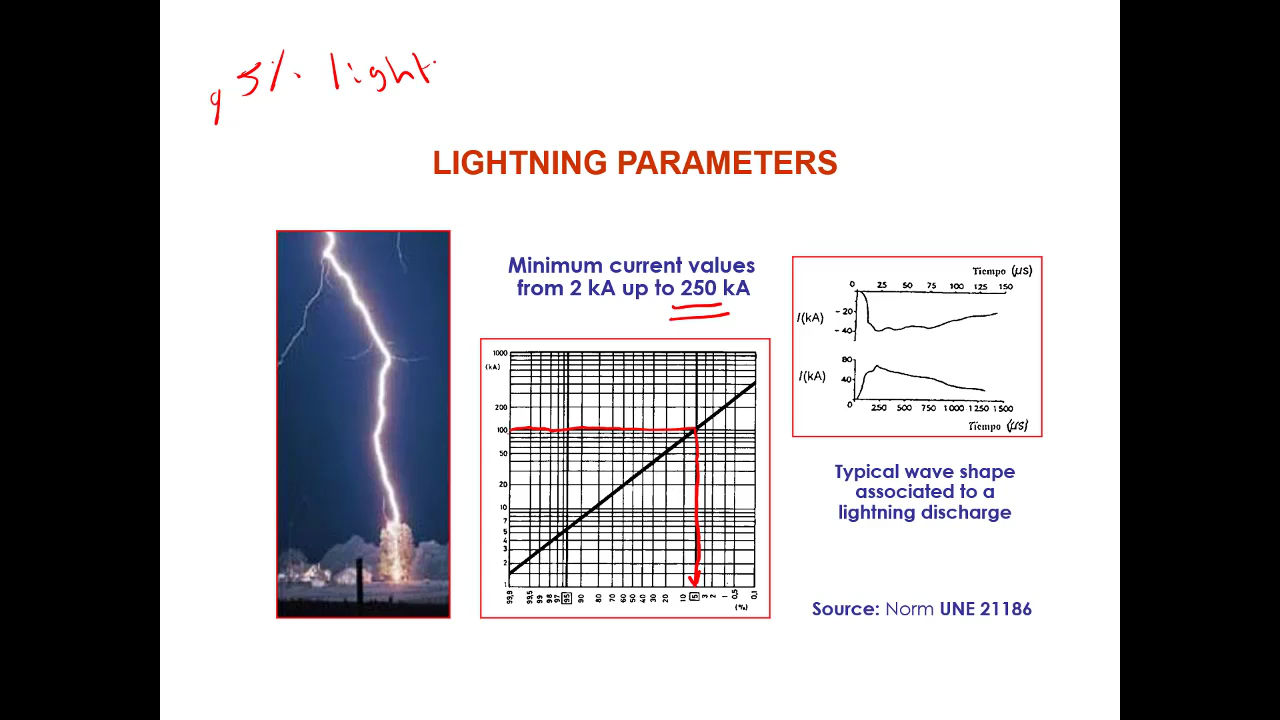 95% light.
LIGHTNING PARAMETERS
Minimum current values
from 2 kA up to 250 kA
1000
(kA)
200
100
50
20
10
7
5
4
3
2
1
99,9 99,5 99 98 97 95 90 80 70 60 50 40 30 20 10 5 3 2 1 0,5 0,1
(%)
Tiempo (µs)
0 25 50 75 100 125 150
I(kA)
- 20
- 40
80
I(kA)
40
0
250 500 750 1000 1250 1500
Tiempo (µs)
Typical wave shape
associated to a
lightning discharge
Source: Norm UNE 21186